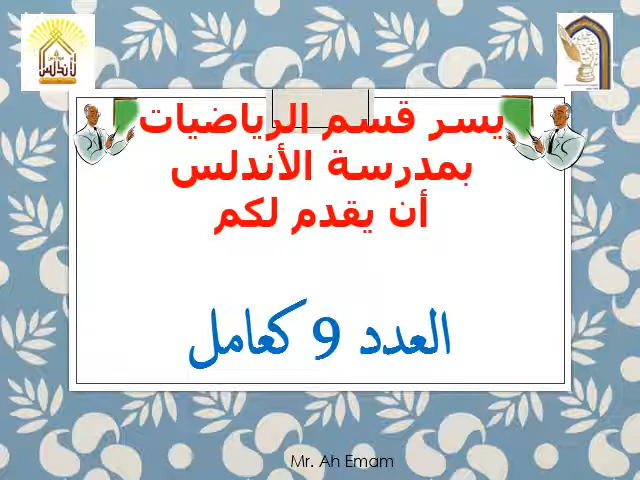 يسر قسم الرياضيات
بمدرسة الأندلس
أن يقدم لكم
العدد 9 كعامل
Mr. Ah Emam